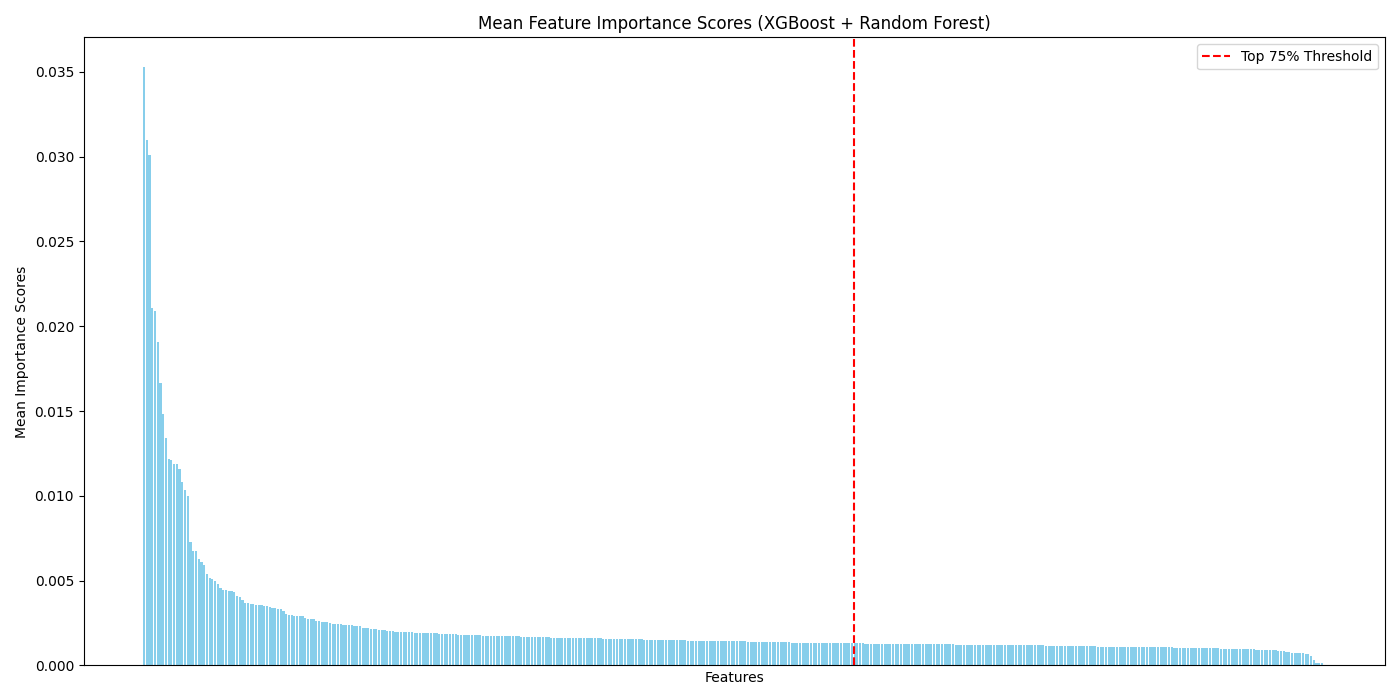 Mean Feature Importance Scores (XGBoost + Random Forest)
Top 75% Threshold
0.035
0.030
0.025
0.020
0.015
0.010
0.005
0.000
Mean Importance Scores
Features